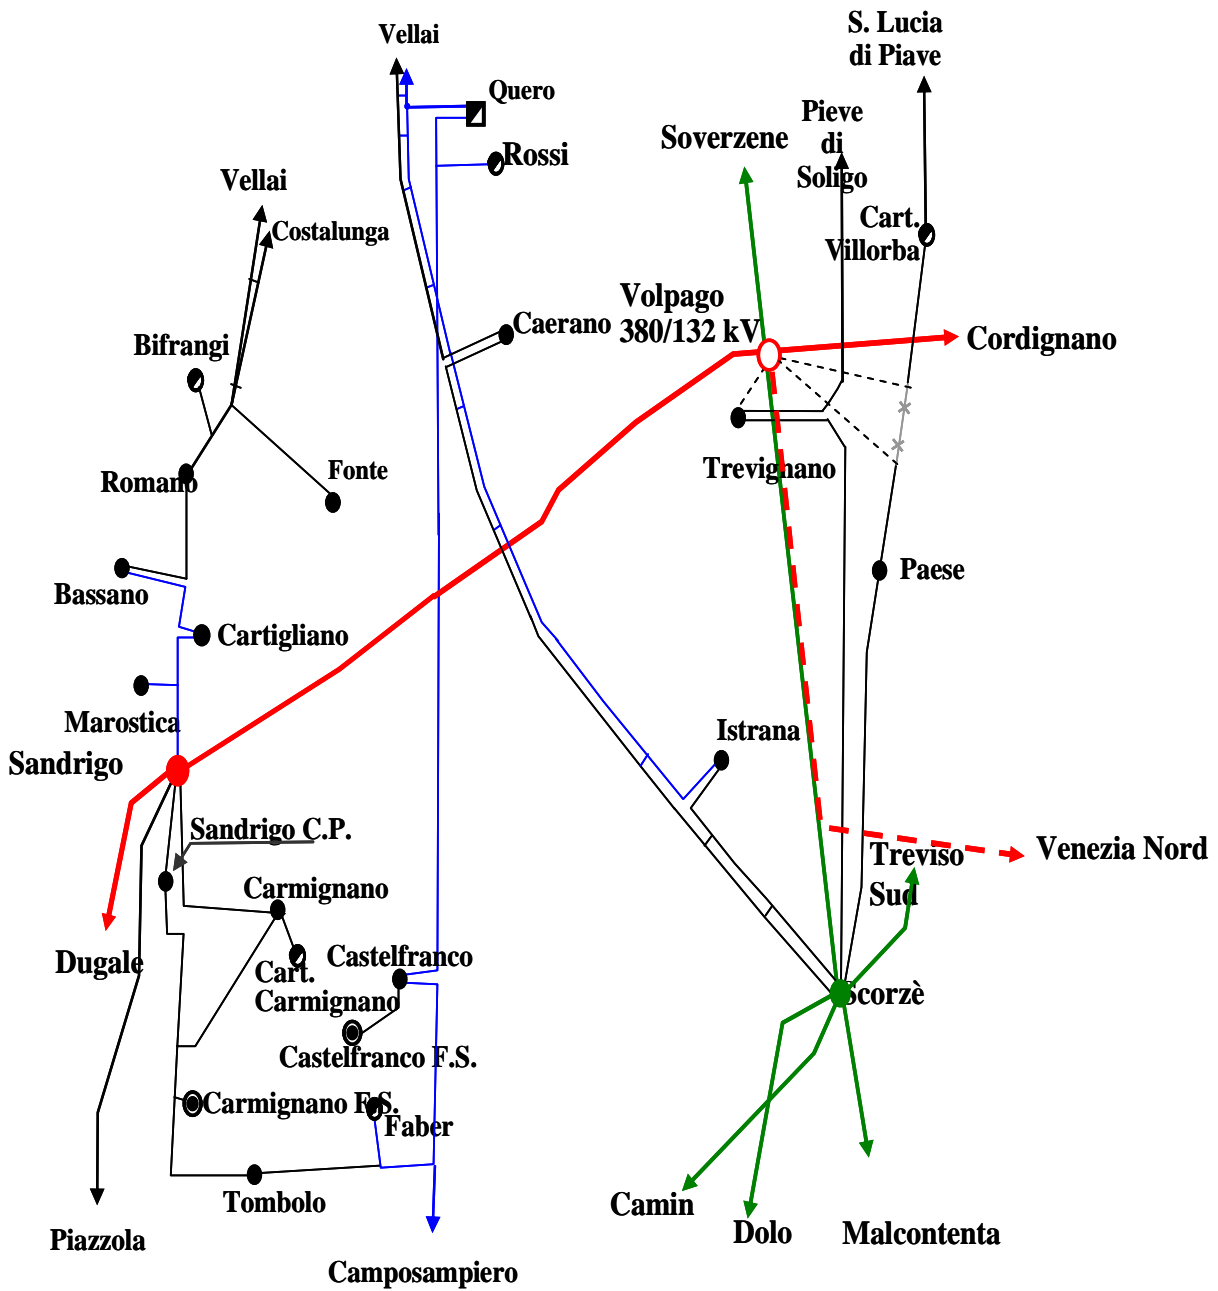 Vellai
S. Lucia
di Piave
Quero
Pieve
di
Soligo
Soverzene
Rossi
Vellai
Costalunga
Cart.
Villorba
Volpago
380/132 kV
Caerano
Cordignano
Bifrangi
Romano
Fonte
Trevignano
Bassano
Paese
Cartigliano
Marostica
Istrana
Sandrigo
Sandrigo C.P.
Venezia Nord
Treviso
Sud
Carmignano
Dugale
Cart.
Carmignano
Castelfranco
Scorzè
Castelfranco F.S.
Carmignano F.S.
Faber
Tombolo
Camin
Dolo
Malcontenta
Piazzola
Camposampiero